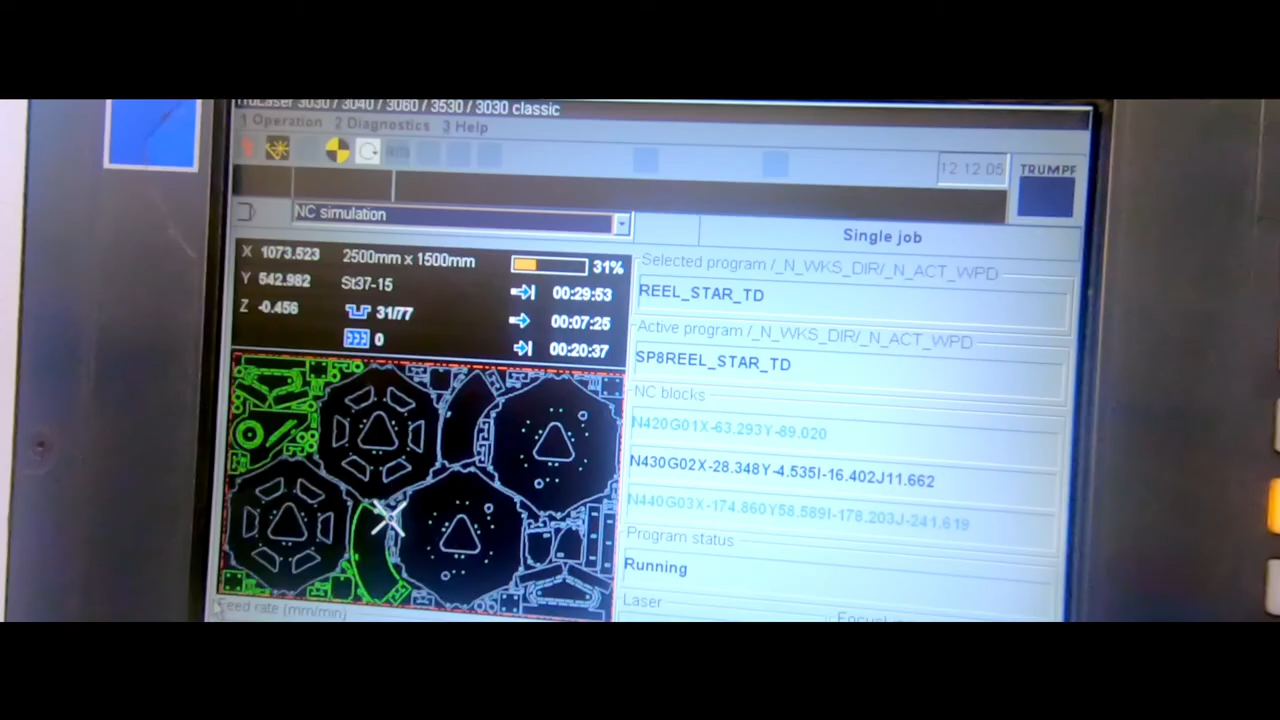 TruLaser 3030 / 3040 / 3060 / 3530 / 3030 classic
1 Operation 2 Diagnostics 3 Help
12 12 05
TRUMPF
NC simulation
Single job
X 1073.523 2500mm x 1500mm 31%
Y 542.982 St37-15 00:29:53
Z -0.456 31/77 00:07:25
0 00:20:37
Selected program /_N_WKS_DIR/_N_ACT_WPD
REEL_STAR_TD
Active program /_N_WKS_DIR/_N_ACT_WPD
SP8REEL_STAR_TD
NC blocks
N420G01X-63.293Y-89.020
N430G02X-28.348Y-4.535I-16.402J11.662
N440G03X-174.860Y58.589I-178.203J-241.619
Program status
Running
Feed rate (mm/min)
Laser